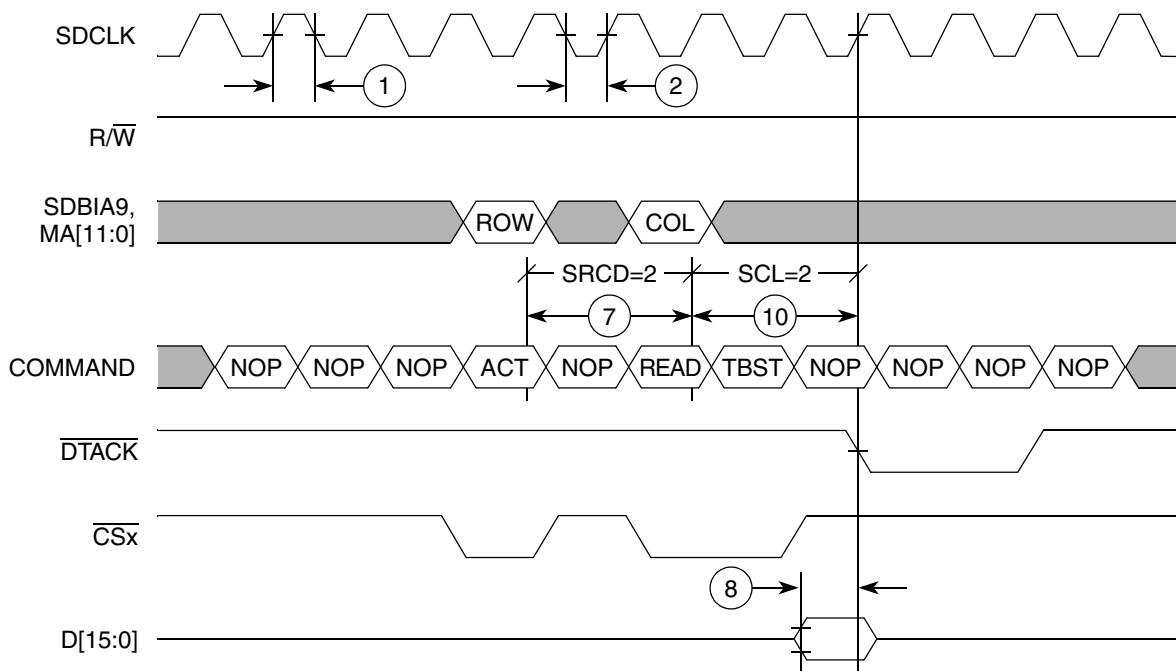 SDCLK
1
2
R/W
SDBIA9,
MA[11:0]
ROW
COL
SRCD=2
SCL=2
7
10
COMMAND
NOP NOP NOP ACT NOP READ TBST NOP NOP NOP NOP
DTACK
CSx
8
D[15:0]